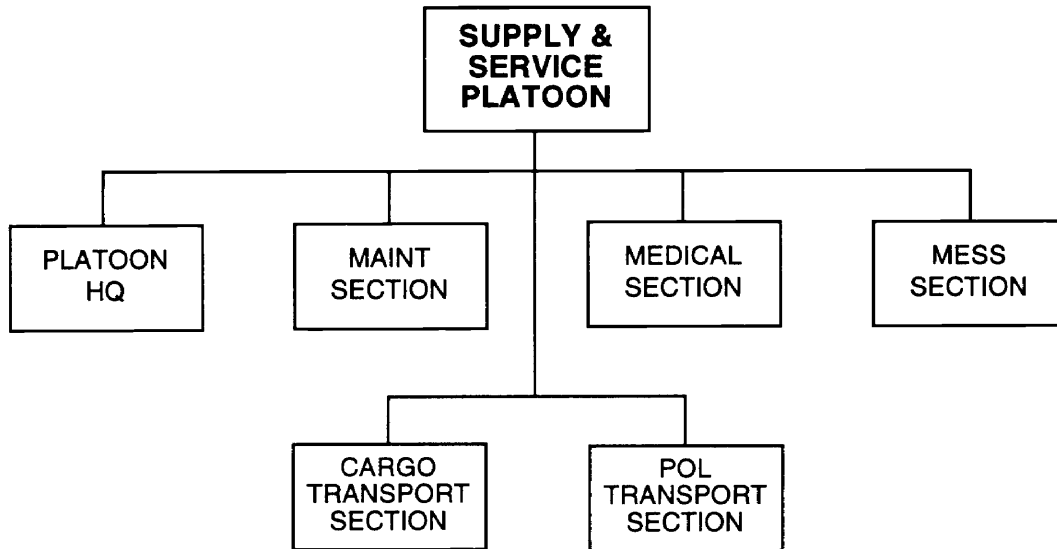 SUPPLY &
SERVICE
PLATOON
PLATOON
HQ
MAINT
SECTION
MEDICAL
SECTION
MESS
SECTION
CARGO
TRANSPORT
SECTION
POL
TRANSPORT
SECTION